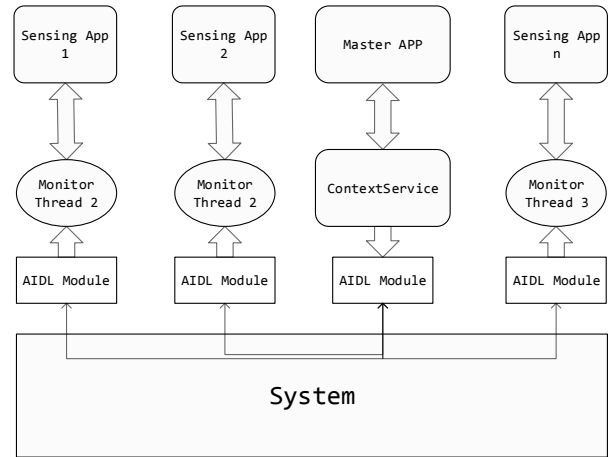 Sensing App
1
Sensing App
2
Master APP
Sensing App
n
Monitor
Thread 2
Monitor
Thread 2
ContextService
Monitor
Thread 3
AIDL Module
AIDL Module
AIDL Module
AIDL Module
System